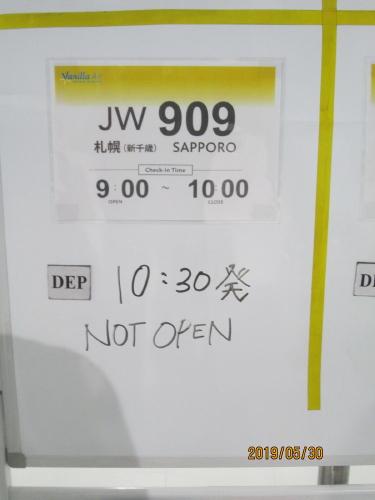 Vanilla Air
JW 909
札幌(新千歳) SAPPORO
Check-in Time
9:00 ~ 10:00
OPEN CLOSE
DEP 10:30発
NOT OPEN
2019/05/30